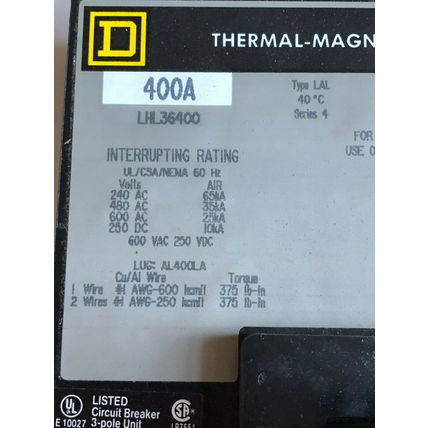 D
THERMAL-MAGN
400A
LHL36400
Type LAL
40 °C
Series 4
FOR
USE O
INTERRUPTING RATING
UL/CSA/NEMA 60 Hz
Volts AIR
240 AC 65kA
480 AC 35kA
600 AC 25kA
250 DC 10kA
600 VAC 250 VDC
LUG: AL400LA
Cu/Al Wire Torque
1 Wire #1 AWG-600 kcmil 375 lb-in
2 Wires #1 AWG-250 kcmil 375 lb-in
UL
LISTED
Circuit Breaker
3-pole Unit
E 10027
SA
LR7551